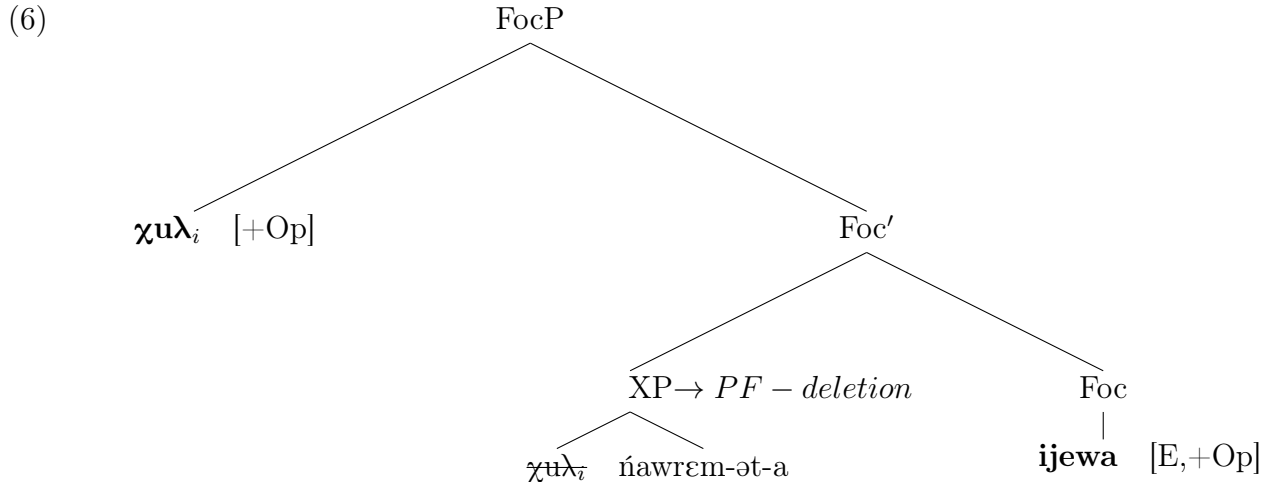 (6) FocP
χuλᵢ [+Op] Foc′
XP→ PF − deletion Foc
χuλᵢ ńawrɛm-ət-a ijewa [E,+Op]